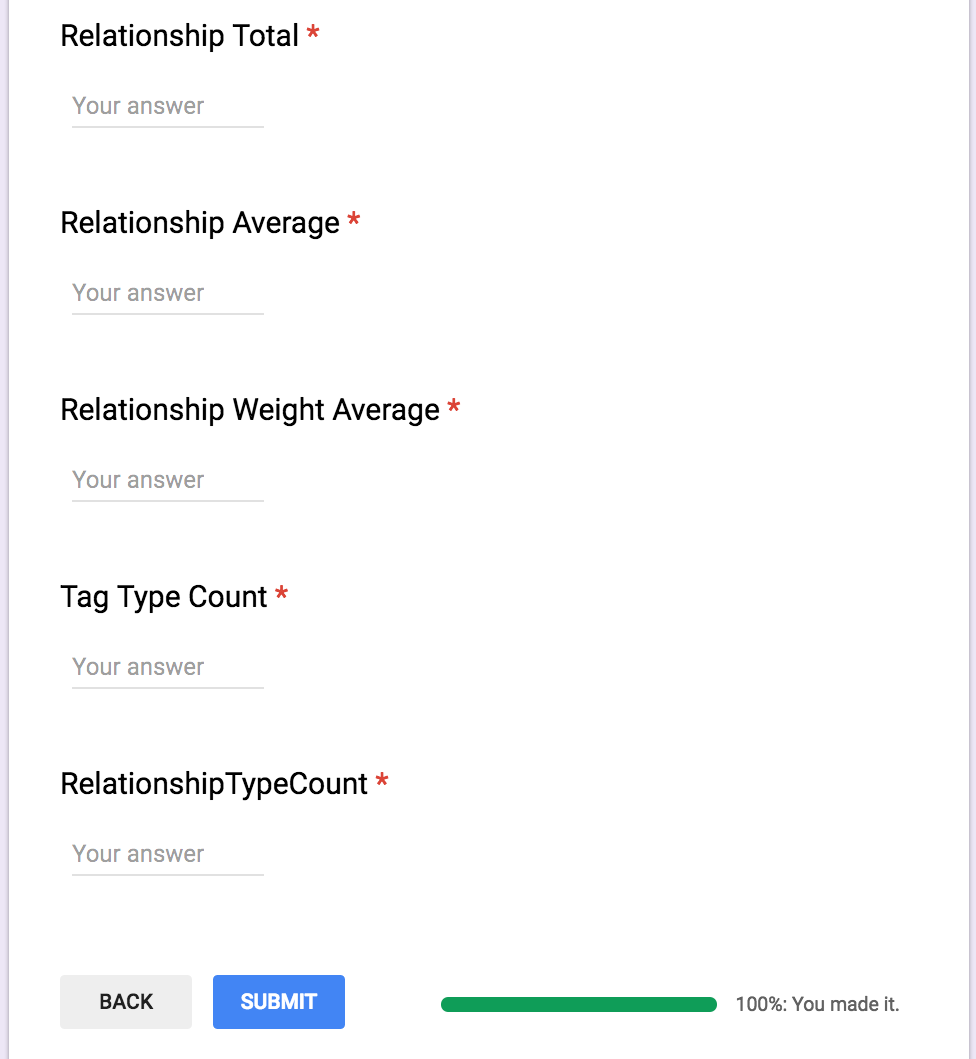 Relationship Total *
Your answer
Relationship Average *
Your answer
Relationship Weight Average *
Your answer
Tag Type Count *
Your answer
RelationshipTypeCount *
Your answer
BACK SUBMIT 100%: You made it.